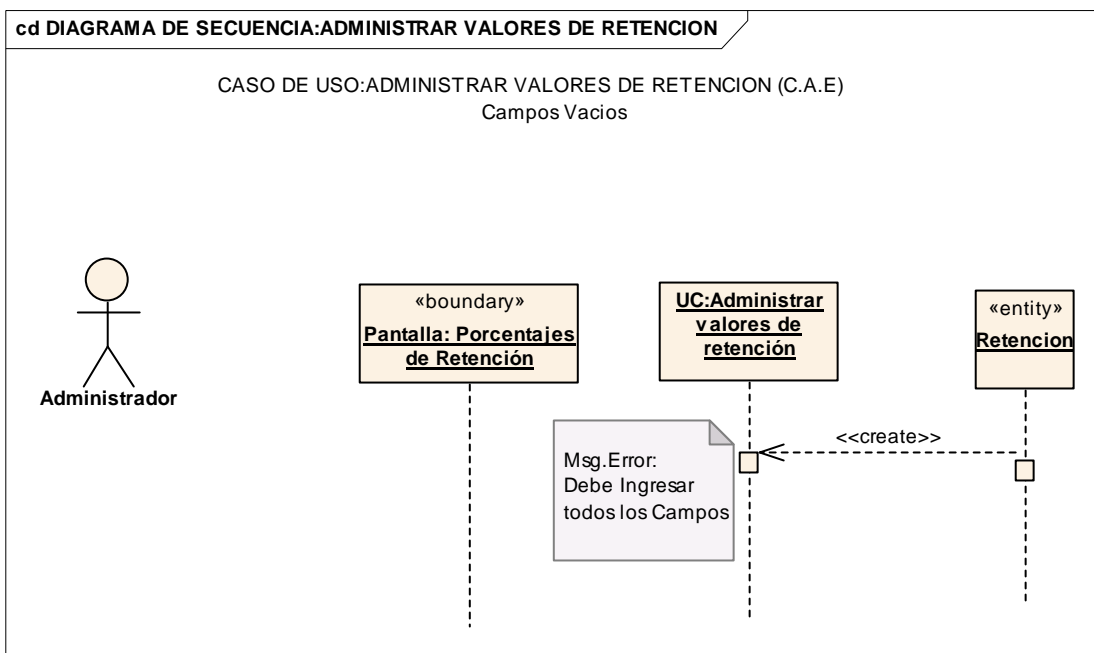 cd DIAGRAMA DE SECUENCIA:ADMINISTRAR VALORES DE RETENCION
CASO DE USO:ADMINISTRAR VALORES DE RETENCION (C.A.E)
Campos Vacios
Administrador
«boundary»
Pantalla: Porcentajes
de Retención
UC:Administrar
valores de
retención
«entity»
Retencion
<<create>>
Msg.Error:
Debe Ingresar
todos los Campos